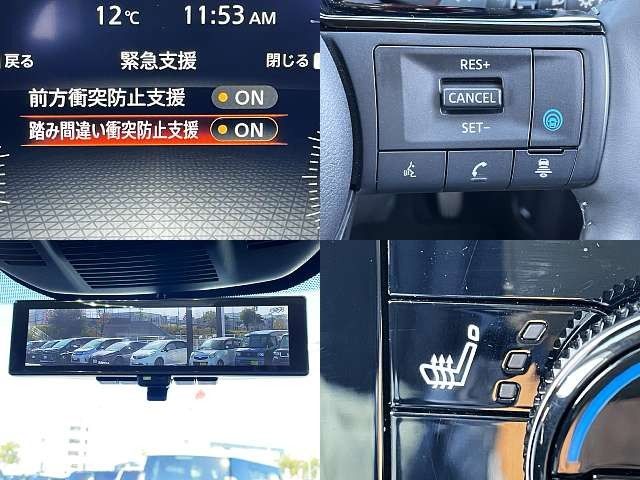 12°C 11:53 AM
戻る 緊急支援 閉じる
前方衝突防止支援 ON
踏み間違い衝突防止支援 ON
RES+
CANCEL
SET−